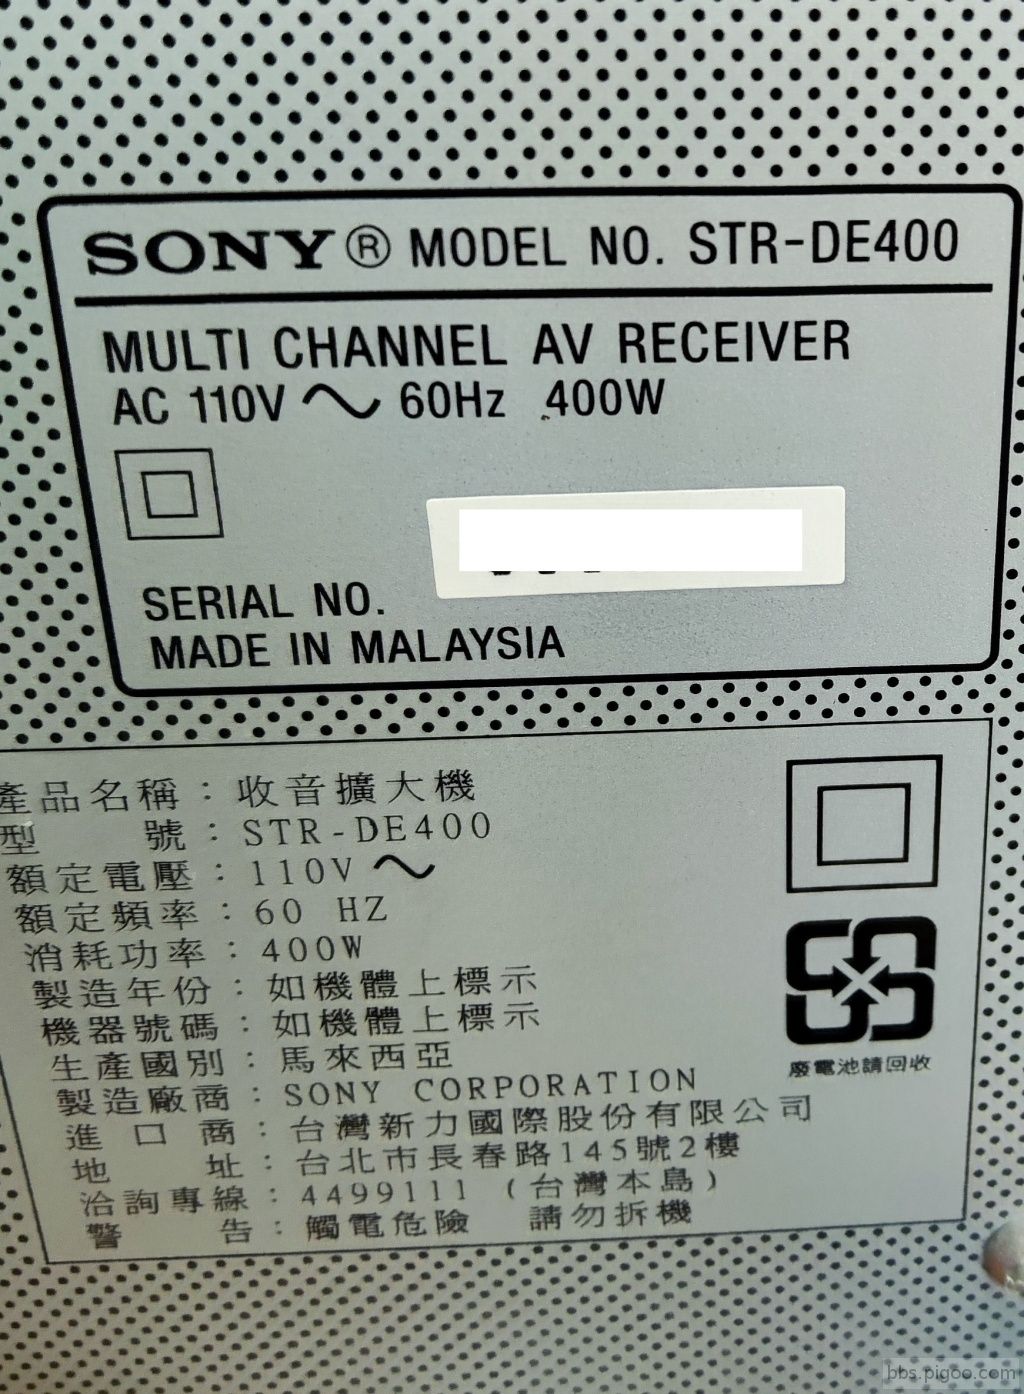 SONY® MODEL NO. STR-DE400
MULTI CHANNEL AV RECEIVER
AC 110V ～ 60Hz 400W
SERIAL NO.
MADE IN MALAYSIA
產品名稱：收音擴大機
型號：STR-DE400
額定電壓：110V ～
額定頻率：60 HZ
消耗功率：400W
製造年份：如機體上標示
機器號碼：如機體上標示
生產國別：馬來西亞
製造廠商：SONY CORPORATION
進口商：台灣新力國際股份有限公司
地址：台北市長春路145號2樓
洽詢專線：4499111 （台灣本島）
警告：觸電危險 請勿拆機
廢電池請回收
bbs.pigoo.com